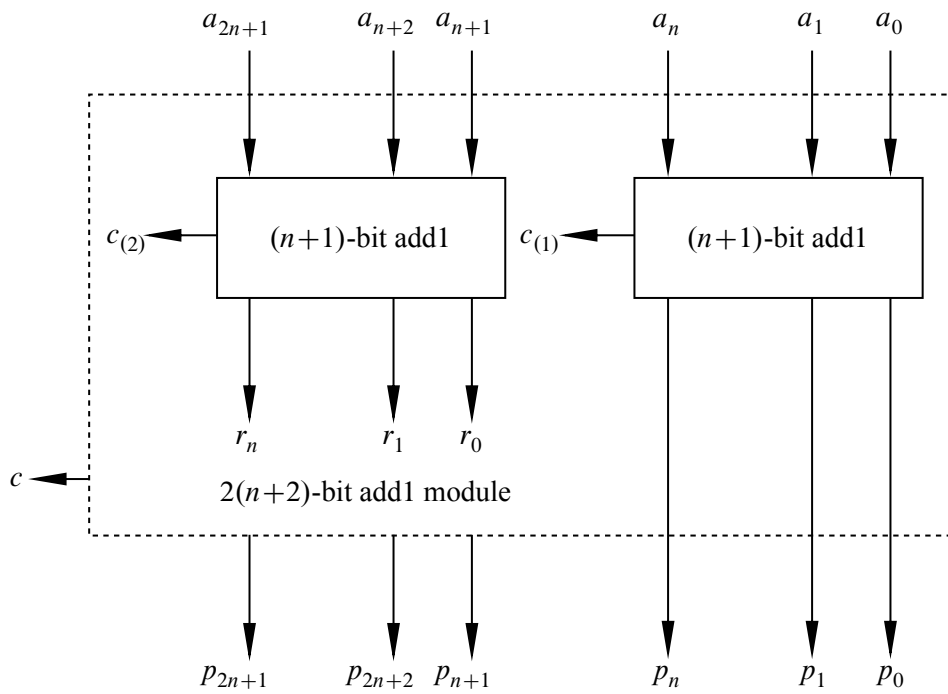 a_{2n+1} a_{n+2} a_{n+1} a_n a_1 a_0
c_{(2)} (n+1)-bit add1 c_{(1)} (n+1)-bit add1
r_n r_1 r_0
c 2(n+2)-bit add1 module
p_{2n+1} p_{2n+2} p_{n+1} p_n p_1 p_0